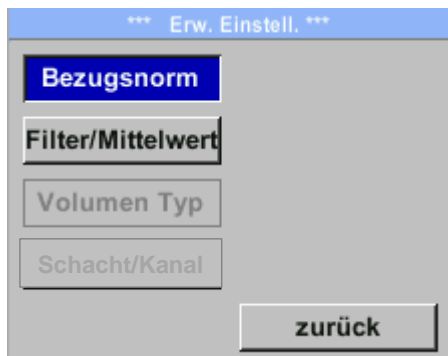 *** Erw. Einstell. ***
Bezugsnorm
Filter/Mittelwert
Volumen Typ
Schacht/Kanal
zurück